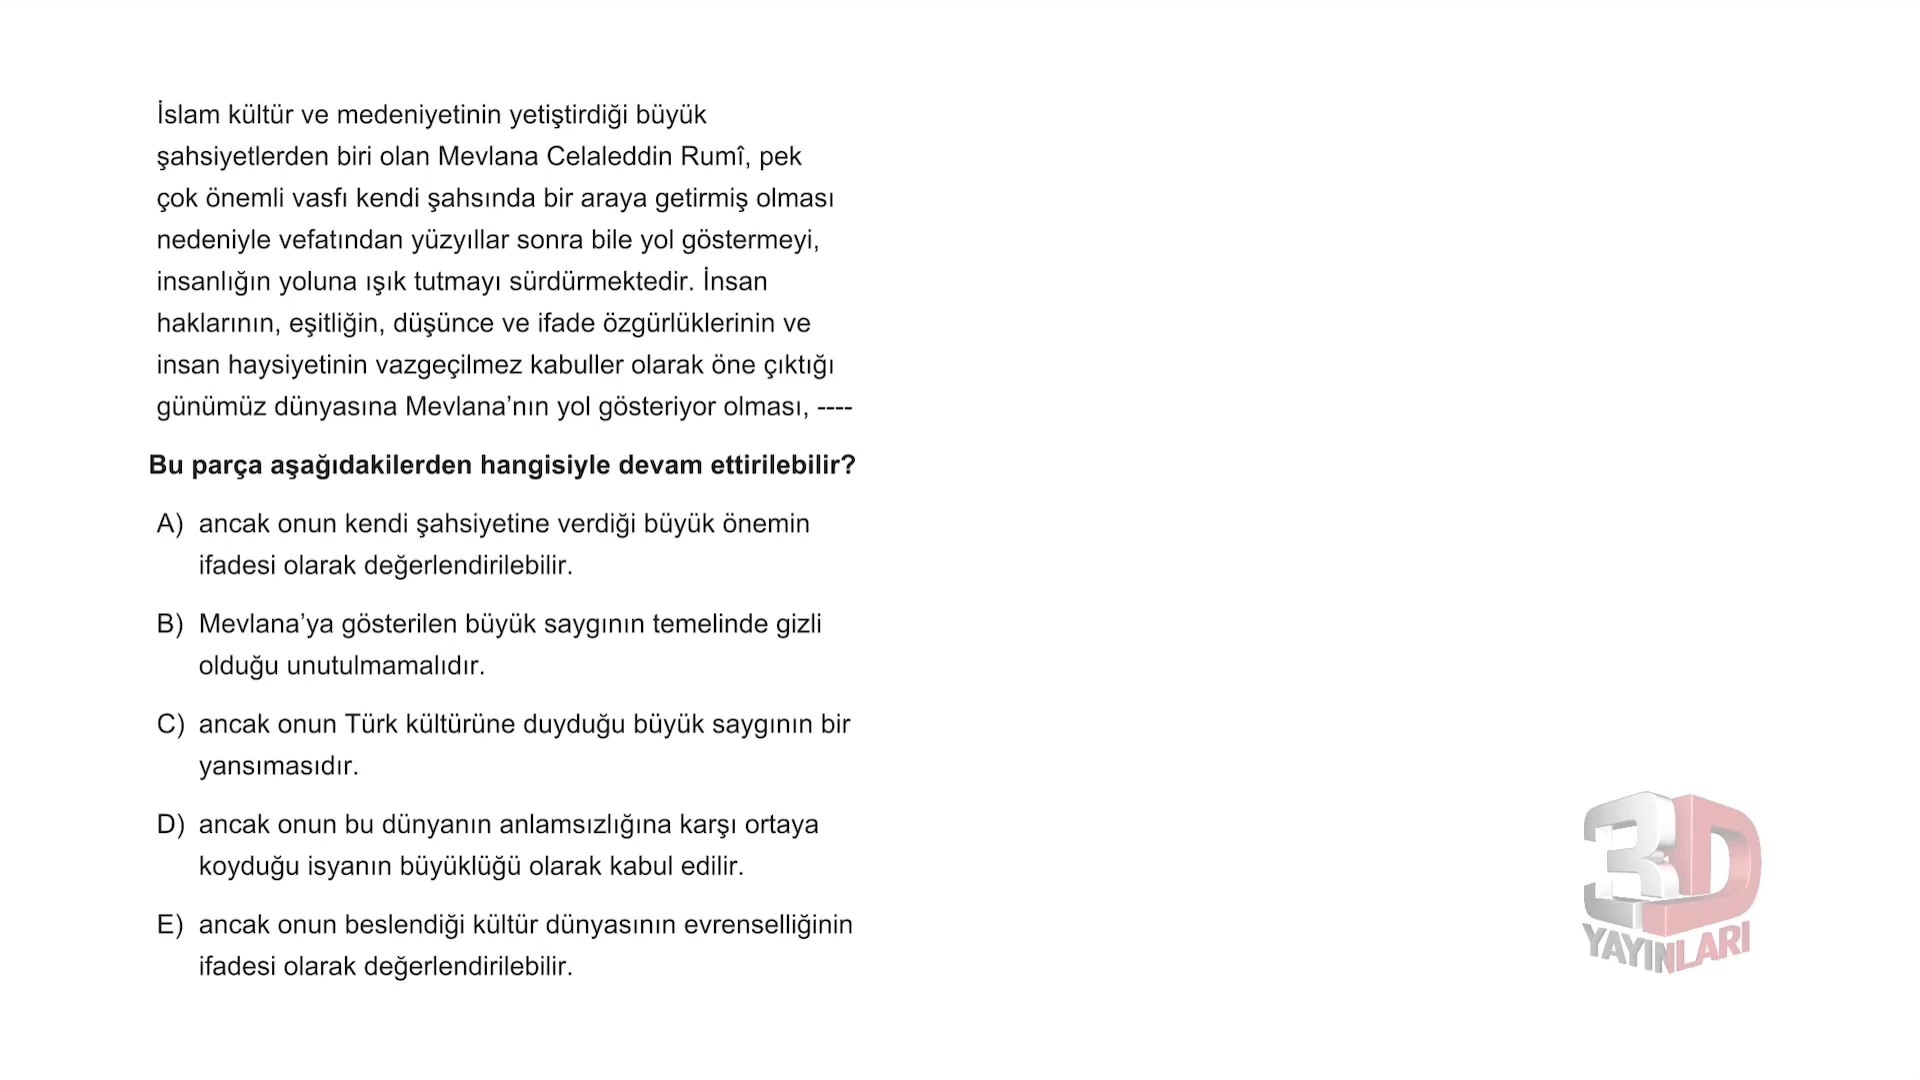 İslam kültür ve medeniyetinin yetiştirdiği büyük
şahsiyetlerden biri olan Mevlana Celaleddin Rumî, pek
çok önemli vasfı kendi şahsında bir araya getirmiş olması
nedeniyle vefatından yüzyıllar sonra bile yol göstermeyi,
insanlığın yoluna ışık tutmayı sürdürmektedir. İnsan
haklarının, eşitliğin, düşünce ve ifade özgürlüklerinin ve
insan haysiyetinin vazgeçilmez kabuller olarak öne çıktığı
günümüz dünyasına Mevlana’nın yol gösteriyor olması, ----
Bu parça aşağıdakilerden hangisiyle devam ettirilebilir?
A) ancak onun kendi şahsiyetine verdiği büyük önemin
ifadesi olarak değerlendirilebilir.
B) Mevlana’ya gösterilen büyük saygının temelinde gizli
olduğu unutulmamalıdır.
C) ancak onun Türk kültürüne duyduğu büyük saygının bir
yansımasıdır.
D) ancak onun bu dünyanın anlamsızlığına karşı ortaya
koyduğu isyanın büyüklüğü olarak kabul edilir.
E) ancak onun beslendiği kültür dünyasının evrenselliğinin
ifadesi olarak değerlendirilebilir.
3D
YAYINLARI